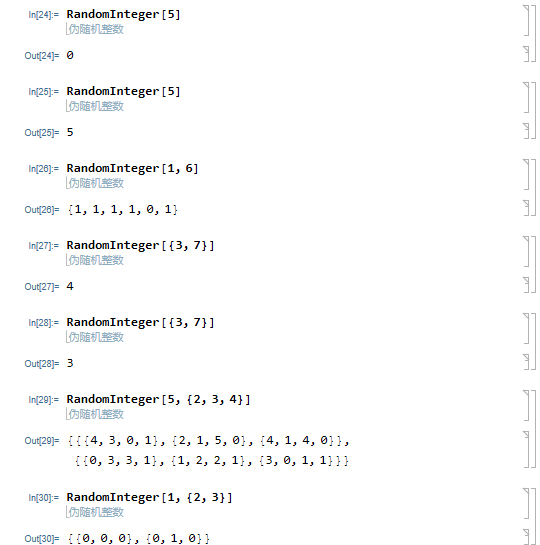 In[24]:= RandomInteger[5]
伪随机整数
Out[24]= 0
In[25]:= RandomInteger[5]
伪随机整数
Out[25]= 5
In[26]:= RandomInteger[1, 6]
伪随机整数
Out[26]= {1, 1, 1, 1, 0, 1}
In[27]:= RandomInteger[{3, 7}]
伪随机整数
Out[27]= 4
In[28]:= RandomInteger[{3, 7}]
伪随机整数
Out[28]= 3
In[29]:= RandomInteger[5, {2, 3, 4}]
伪随机整数
Out[29]= {{{4, 3, 0, 1}, {2, 1, 5, 0}, {4, 1, 4, 0}},
{{0, 3, 3, 1}, {1, 2, 2, 1}, {3, 0, 1, 1}}}
In[30]:= RandomInteger[1, {2, 3}]
伪随机整数
Out[30]= {{0, 0, 0}, {0, 1, 0}}